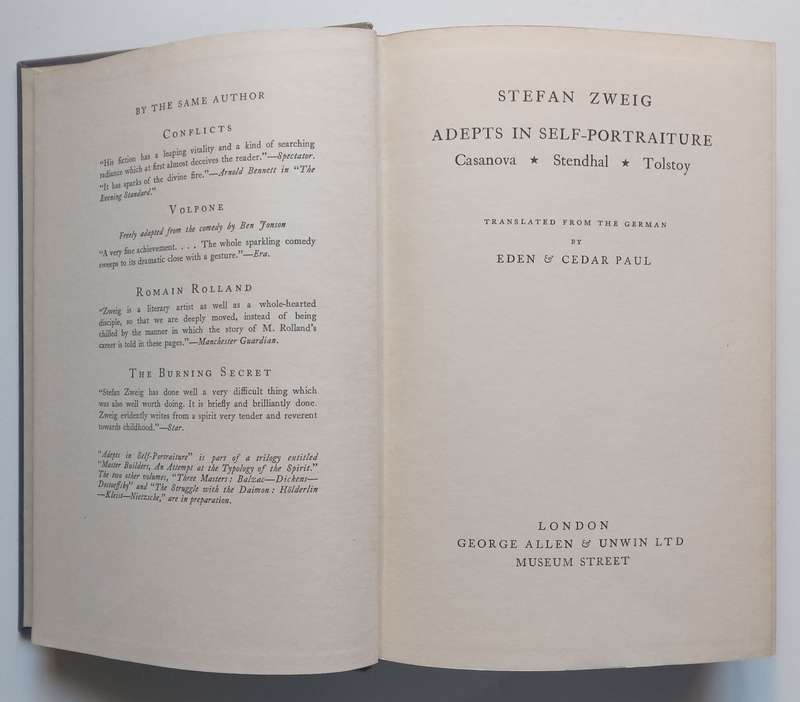 BY THE SAME AUTHOR
CONFLICTS
"His fiction has a leaping vitality and a kind of searching
radiance which at first almost deceives the reader."—Spectator.
"It has sparks of the divine fire."—Arnold Bennett in "The
Evening Standard."
VOLPONE
Freely adapted from the comedy by Ben Jonson
"A very fine achievement. . . . The whole sparkling comedy
sweeps to its dramatic close with a gesture."—Era.
ROMAIN ROLLAND
"Zweig is a literary artist as well as a whole-hearted
disciple, so that we are deeply moved, instead of being
chilled by the manner in which the story of M. Rolland's
career is told in these pages."—Manchester Guardian.
THE BURNING SECRET
"Stefan Zweig has done well a very difficult thing which
was also well worth doing. It is briefly and brilliantly done.
Zweig evidently writes from a spirit very tender and reverent
towards childhood."—Star.
"Adepts in Self-Portraiture" is part of a trilogy entitled
"Master Builders, An Attempt at the Typology of the Spirit."
The two other volumes, "Three Masters: Balzac—Dickens—
Dostoeffsky" and "The Struggle with the Daimon: Hölderlin
—Kleist—Nietzsche," are in preparation.
STEFAN ZWEIG
ADEPTS IN SELF-PORTRAITURE
Casanova ★ Stendhal ★ Tolstoy
TRANSLATED FROM THE GERMAN
BY
EDEN & CEDAR PAUL
LONDON
GEORGE ALLEN & UNWIN LTD
MUSEUM STREET